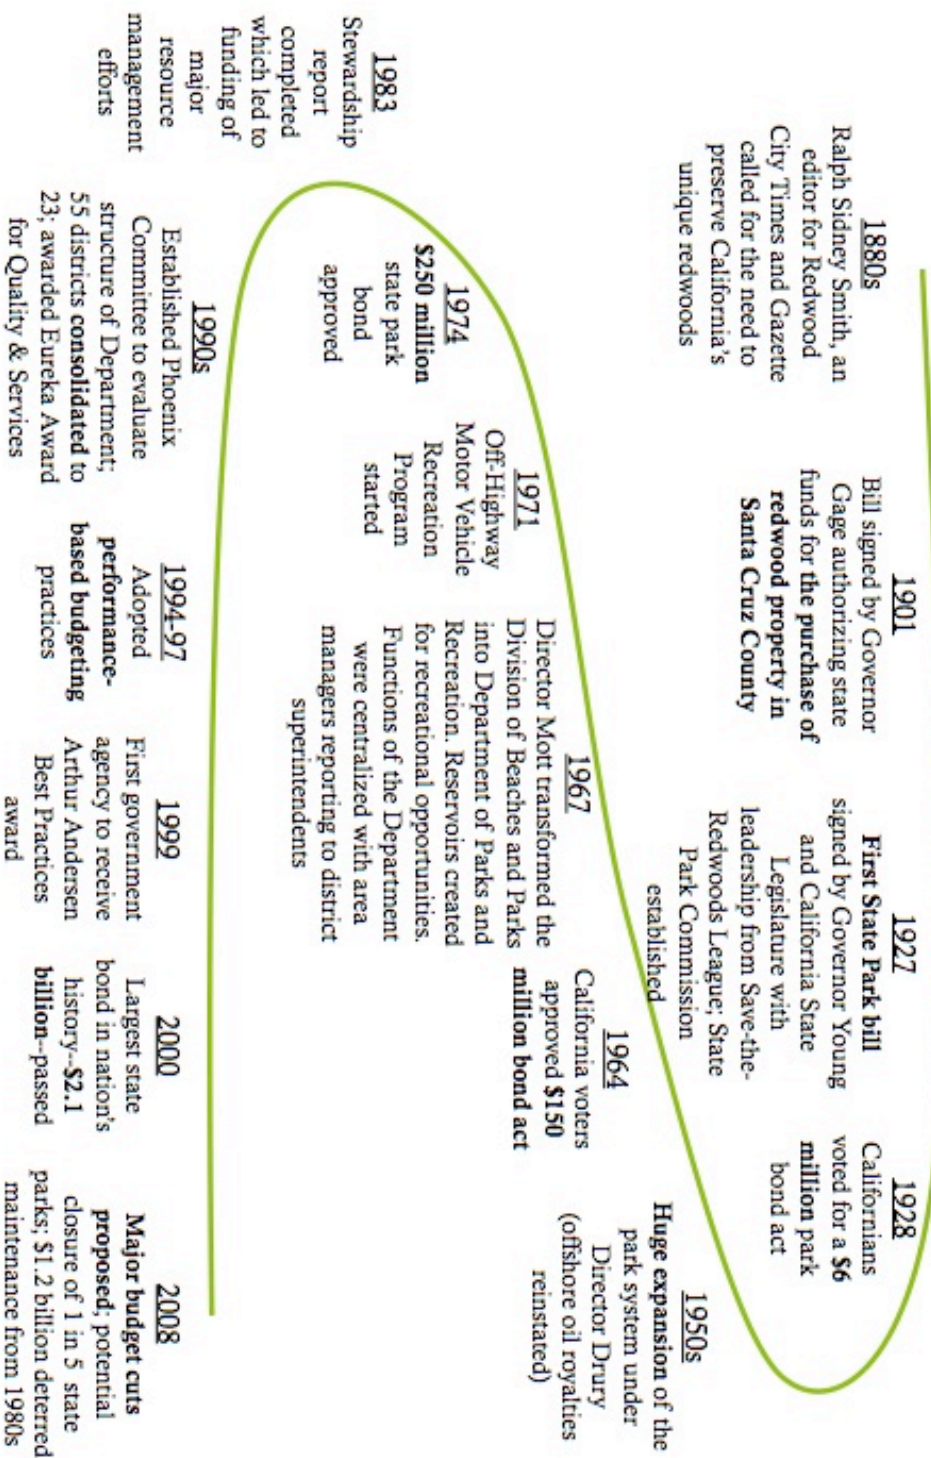 1880s
Ralph Sidney Smith, an
editor for Redwood
City Times and Gazette
called for the need to
preserve California's
unique redwoods
1901
Bill signed by Governor
Gage authorizing state
funds for the purchase of
redwood property in
Santa Cruz County
1927
First State Park bill
signed by Governor Young
and California State
Legislature with
leadership from Save-the-
Redwoods League; State
Park Commission
established
1928
Californians
voted for a $6
million park
bond act
1950s
Huge expansion of the
park system under
Director Drury
(offshore oil royalties
reinstated)
1964
California voters
approved $150
million bond act
1967
Director Mott transformed the
Division of Beaches and Parks
into Department of Parks and
Recreation. Reservoirs created
for recreational opportunities.
Functions of the Department
were centralized with area
managers reporting to district
superintendents
1971
Off-Highway
Motor Vehicle
Recreation
Program
started
1974
$250 million
state park
bond
approved
1983
Stewardship
report
completed
which led to
funding of
major
resource
management
efforts
1990s
Established Phoenix
Committee to evaluate
structure of Department;
55 districts consolidated to
23; awarded Eureka Award
for Quality & Services
1994-97
Adopted
performance-
based budgeting
practices
1999
First government
agency to receive
Arthur Andersen
Best Practices
award
2000
Largest state
bond in nation's
history--$2.1
billion--passed
2008
Major budget cuts
proposed; potential
closure of 1 in 5 state
parks; $1.2 billion deterred
maintenance from 1980s